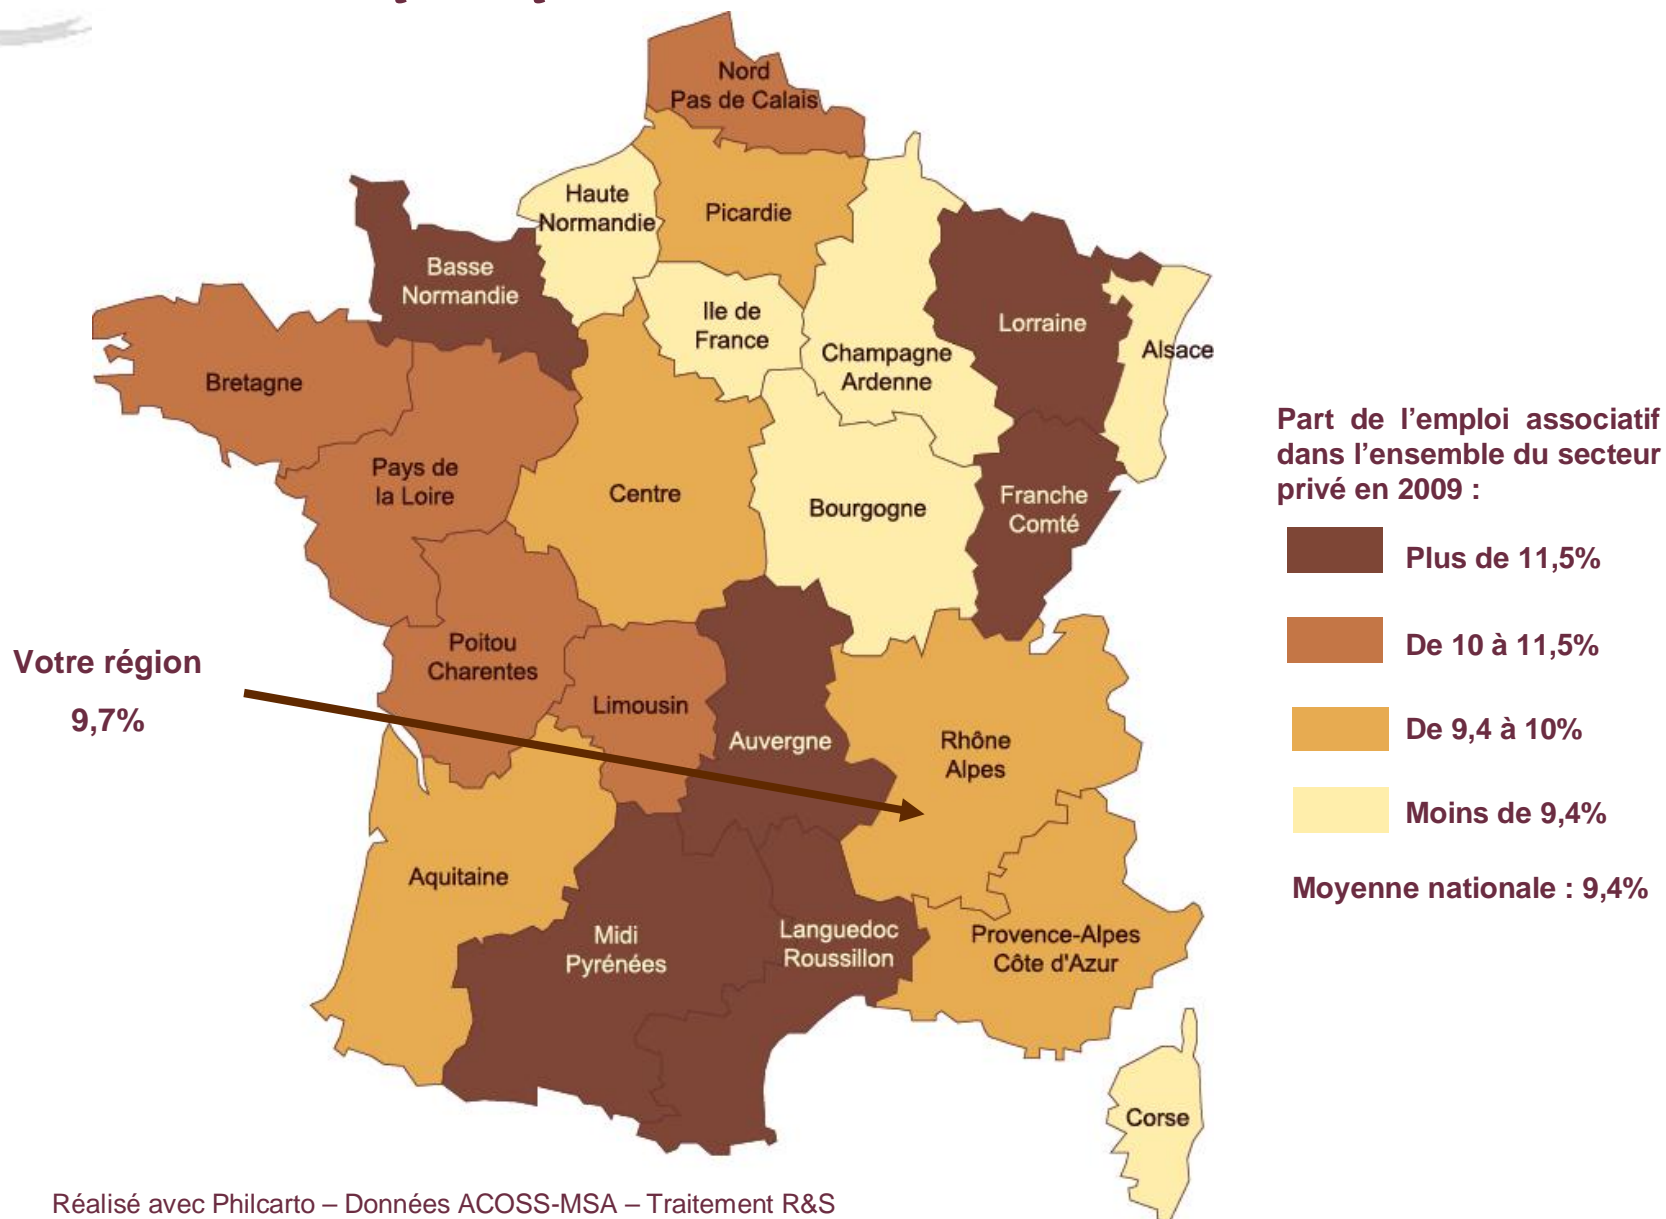 Nord
Pas de Calais
Haute
Normandie
Picardie
Basse
Normandie
Ile de
France
Champagne
Ardenne
Lorraine
Alsace
Bretagne
Pays de
la Loire
Centre
Bourgogne
Franche
Comté
Poitou
Charentes
Limousin
Auvergne
Rhône
Alpes
Aquitaine
Midi
Pyrénées
Languedoc
Roussillon
Provence-Alpes
Côte d'Azur
Corse
Votre région
9,7%
Part de l’emploi associatif
dans l’ensemble du secteur
privé en 2009 :
Plus de 11,5%
De 10 à 11,5%
De 9,4 à 10%
Moins de 9,4%
Moyenne nationale : 9,4%
Réalisé avec Philcarto – Données ACOSS-MSA – Traitement R&S